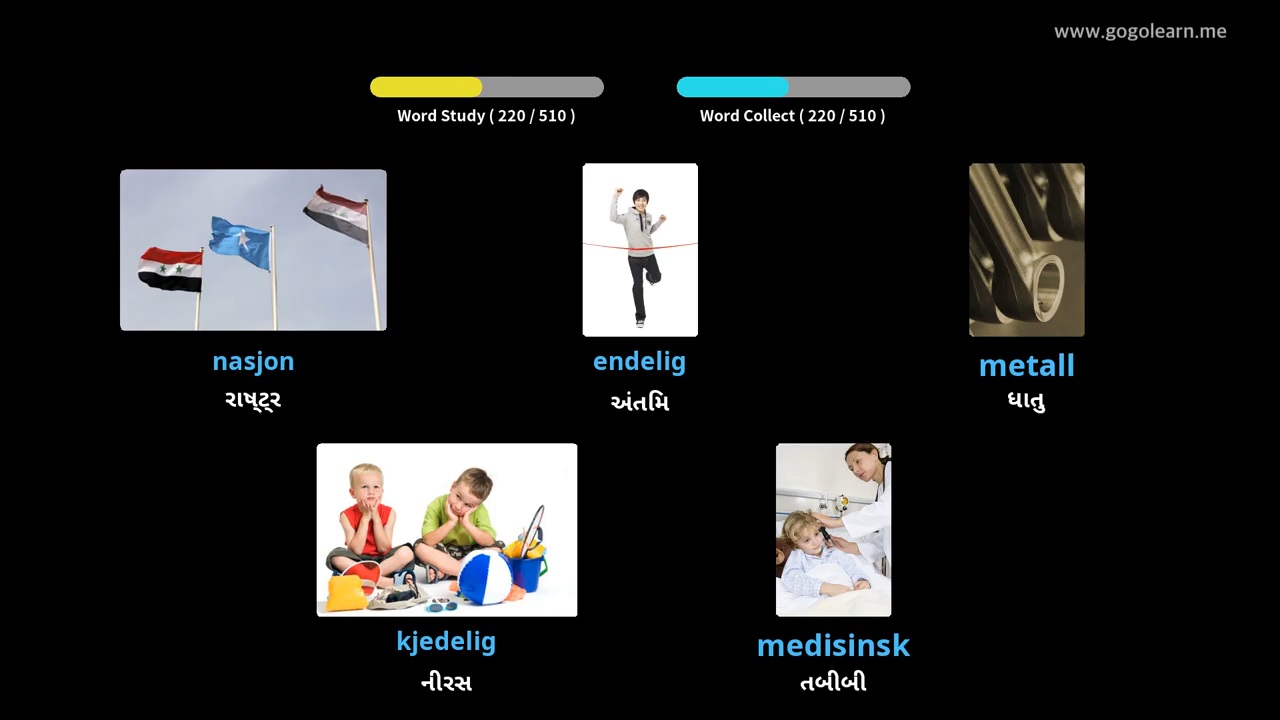 www.gogolearn.me
Word Study ( 220 / 510 )
Word Collect ( 220 / 510 )
nasjon
રાષ્ટ્ર
endelig
અંતમિ
metall
ધાતુ
kjedelig
નીરસ
medisinsk
તબીબી